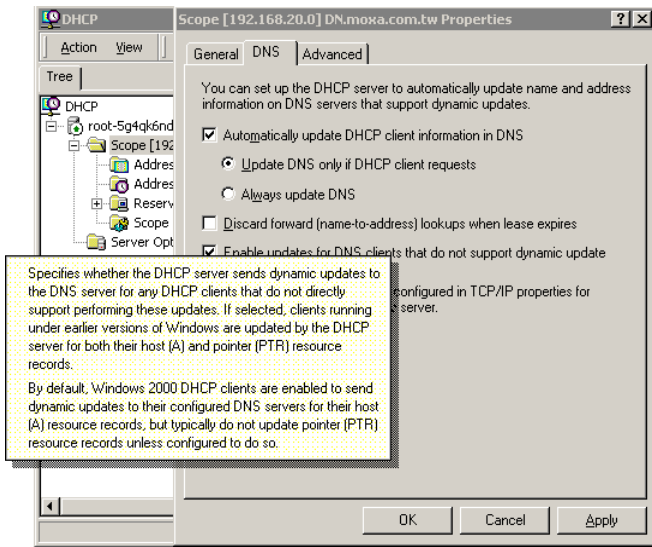 DHCP
Action View
Tree
DHCP
root-5g4qk6nd
Scope [192
Addres
Addres
Reserv
Scope
Server Opt
Scope [192.168.20.0] DN.moxa.com.tw Properties
General DNS Advanced
You can set up the DHCP server to automatically update name and address
information on DNS servers that support dynamic updates.
Automatically update DHCP client information in DNS
Update DNS only if DHCP client requests
Always update DNS
Discard forward (name-to-address) lookups when lease expires
Enable updates for DNS clients that do not support dynamic update
configured in TCP/IP properties for
server.
Specifies whether the DHCP server sends dynamic updates to
the DNS server for any DHCP clients that do not directly
support performing these updates. If selected, clients running
under earlier versions of Windows are updated by the DHCP
server for both their host (A) and pointer (PTR) resource
records.
By default, Windows 2000 DHCP clients are enabled to send
dynamic updates to their configured DNS servers for their host
(A) resource records, but typically do not update pointer (PTR)
resource records unless configured to do so.
OK Cancel Apply